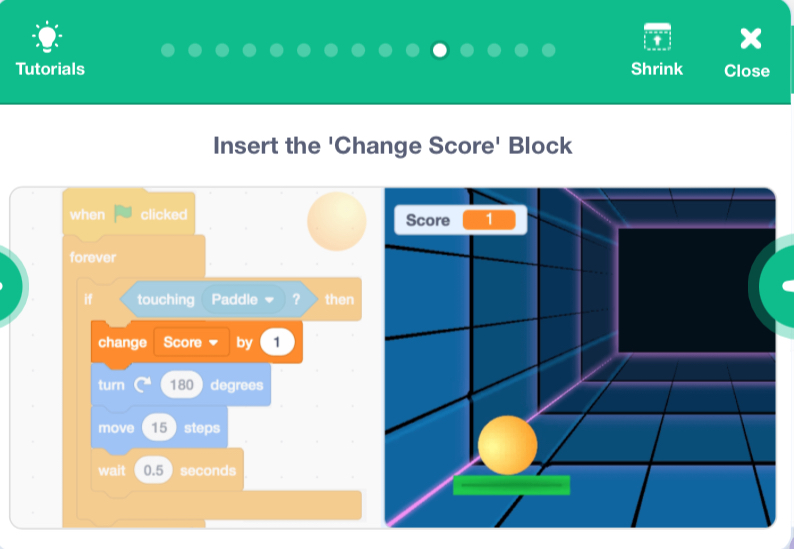 Tutorials
Shrink
Close
Insert the 'Change Score' Block
when clicked
forever
if touching Paddle ? then
change Score by 1
turn 180 degrees
move 15 steps
wait 0.5 seconds
Score 1